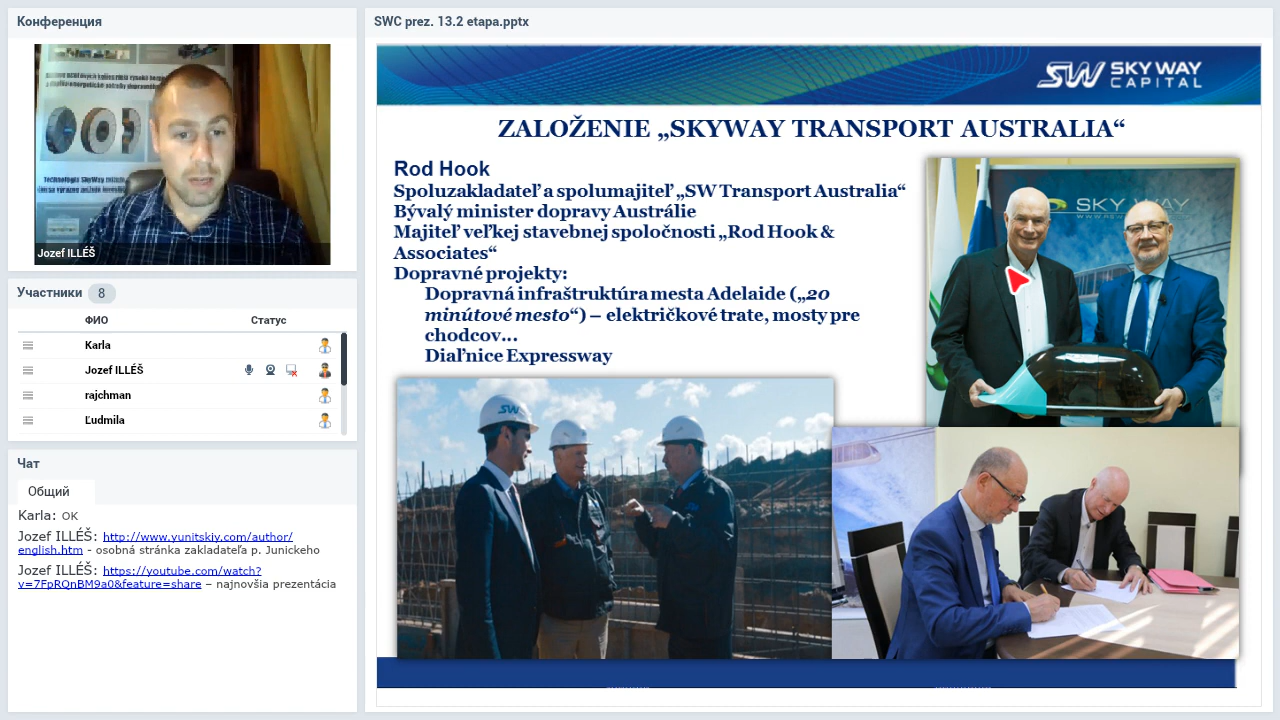 Конференция
Jozef ILLÉŠ
Участники 8
ФИО Статус
Karla
Jozef ILLÉŠ
rajchman
Ľudmila
Чат
Общий
Karla: OK
Jozef ILLÉŠ: http://www.yunitskiy.com/author/
english.htm - osobná stránka zakladateľa p. Junickeho
Jozef ILLÉŠ: https://youtube.com/watch?
v=7FpRQnBM9a0&feature=share – najnovšia prezentácia
SWC prez. 13.2 etapa.pptx
SW SKY WAY
CAPITAL
ZALOŽENIE „SKYWAY TRANSPORT AUSTRALIA“
Rod Hook
Spoluzakladateľ a spolumajiteľ „SW Transport Australia“
Bývalý minister dopravy Austrálie
Majiteľ veľkej stavebnej spoločnosti „Rod Hook &
Associates“
Dopravné projekty:
Dopravná infraštruktúra mesta Adelaide („20
minútové mesto“) – električkové trate, mosty pre
chodcov...
Diaľnice Expressway
SKY WAY
SW